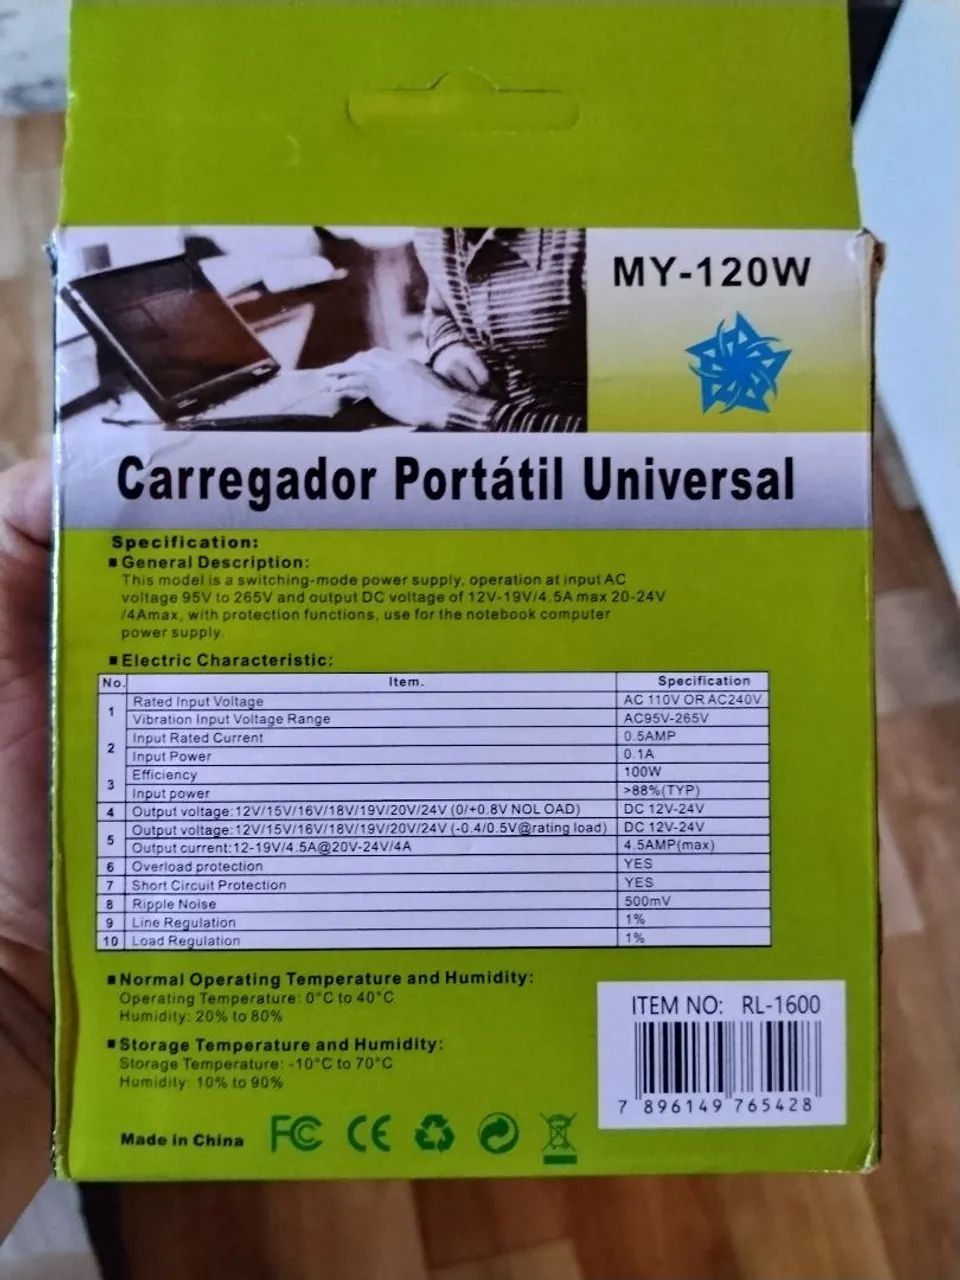 MY-120W
Carregador Portátil Universal
Specification:
■General Description:
This model is a switching-mode power supply, operation at input AC
voltage 95V to 265V and output DC voltage of 12V-19V/4.5A max 20-24V
/4Amax, with protection functions, use for the notebook computer
power supply.
■Electric Characteristic:
No. Item. Specification
1 Rated Input Voltage AC 110V OR AC240V
Vibration Input Voltage Range AC95V-265V
2 Input Rated Current 0.5AMP
Input Power 0.1A
3 Efficiency 100W
Input power >88%(TYP)
4 Output voltage:12V/15V/16V/18V/19V/20V/24V (0/+0.8V NOL OAD) DC 12V-24V
5 Output voltage:12V/15V/16V/18V/19V/20V/24V (-0.4/0.5V@rating load) DC 12V-24V
Output current:12-19V/4.5A@20V-24V/4A 4.5AMP(max)
6 Overload protection YES
7 Short Circuit Protection YES
8 Ripple Noise 500mV
9 Line Regulation 1%
10 Load Regulation 1%
■Normal Operating Temperature and Humidity:
Operating Temperature: 0°C to 40°C
Humidity: 20% to 80%
■Storage Temperature and Humidity:
Storage Temperature: -10°C to 70°C
Humidity: 10% to 90%
ITEM NO: RL-1600
7 896149 765428
Made in China FC CE